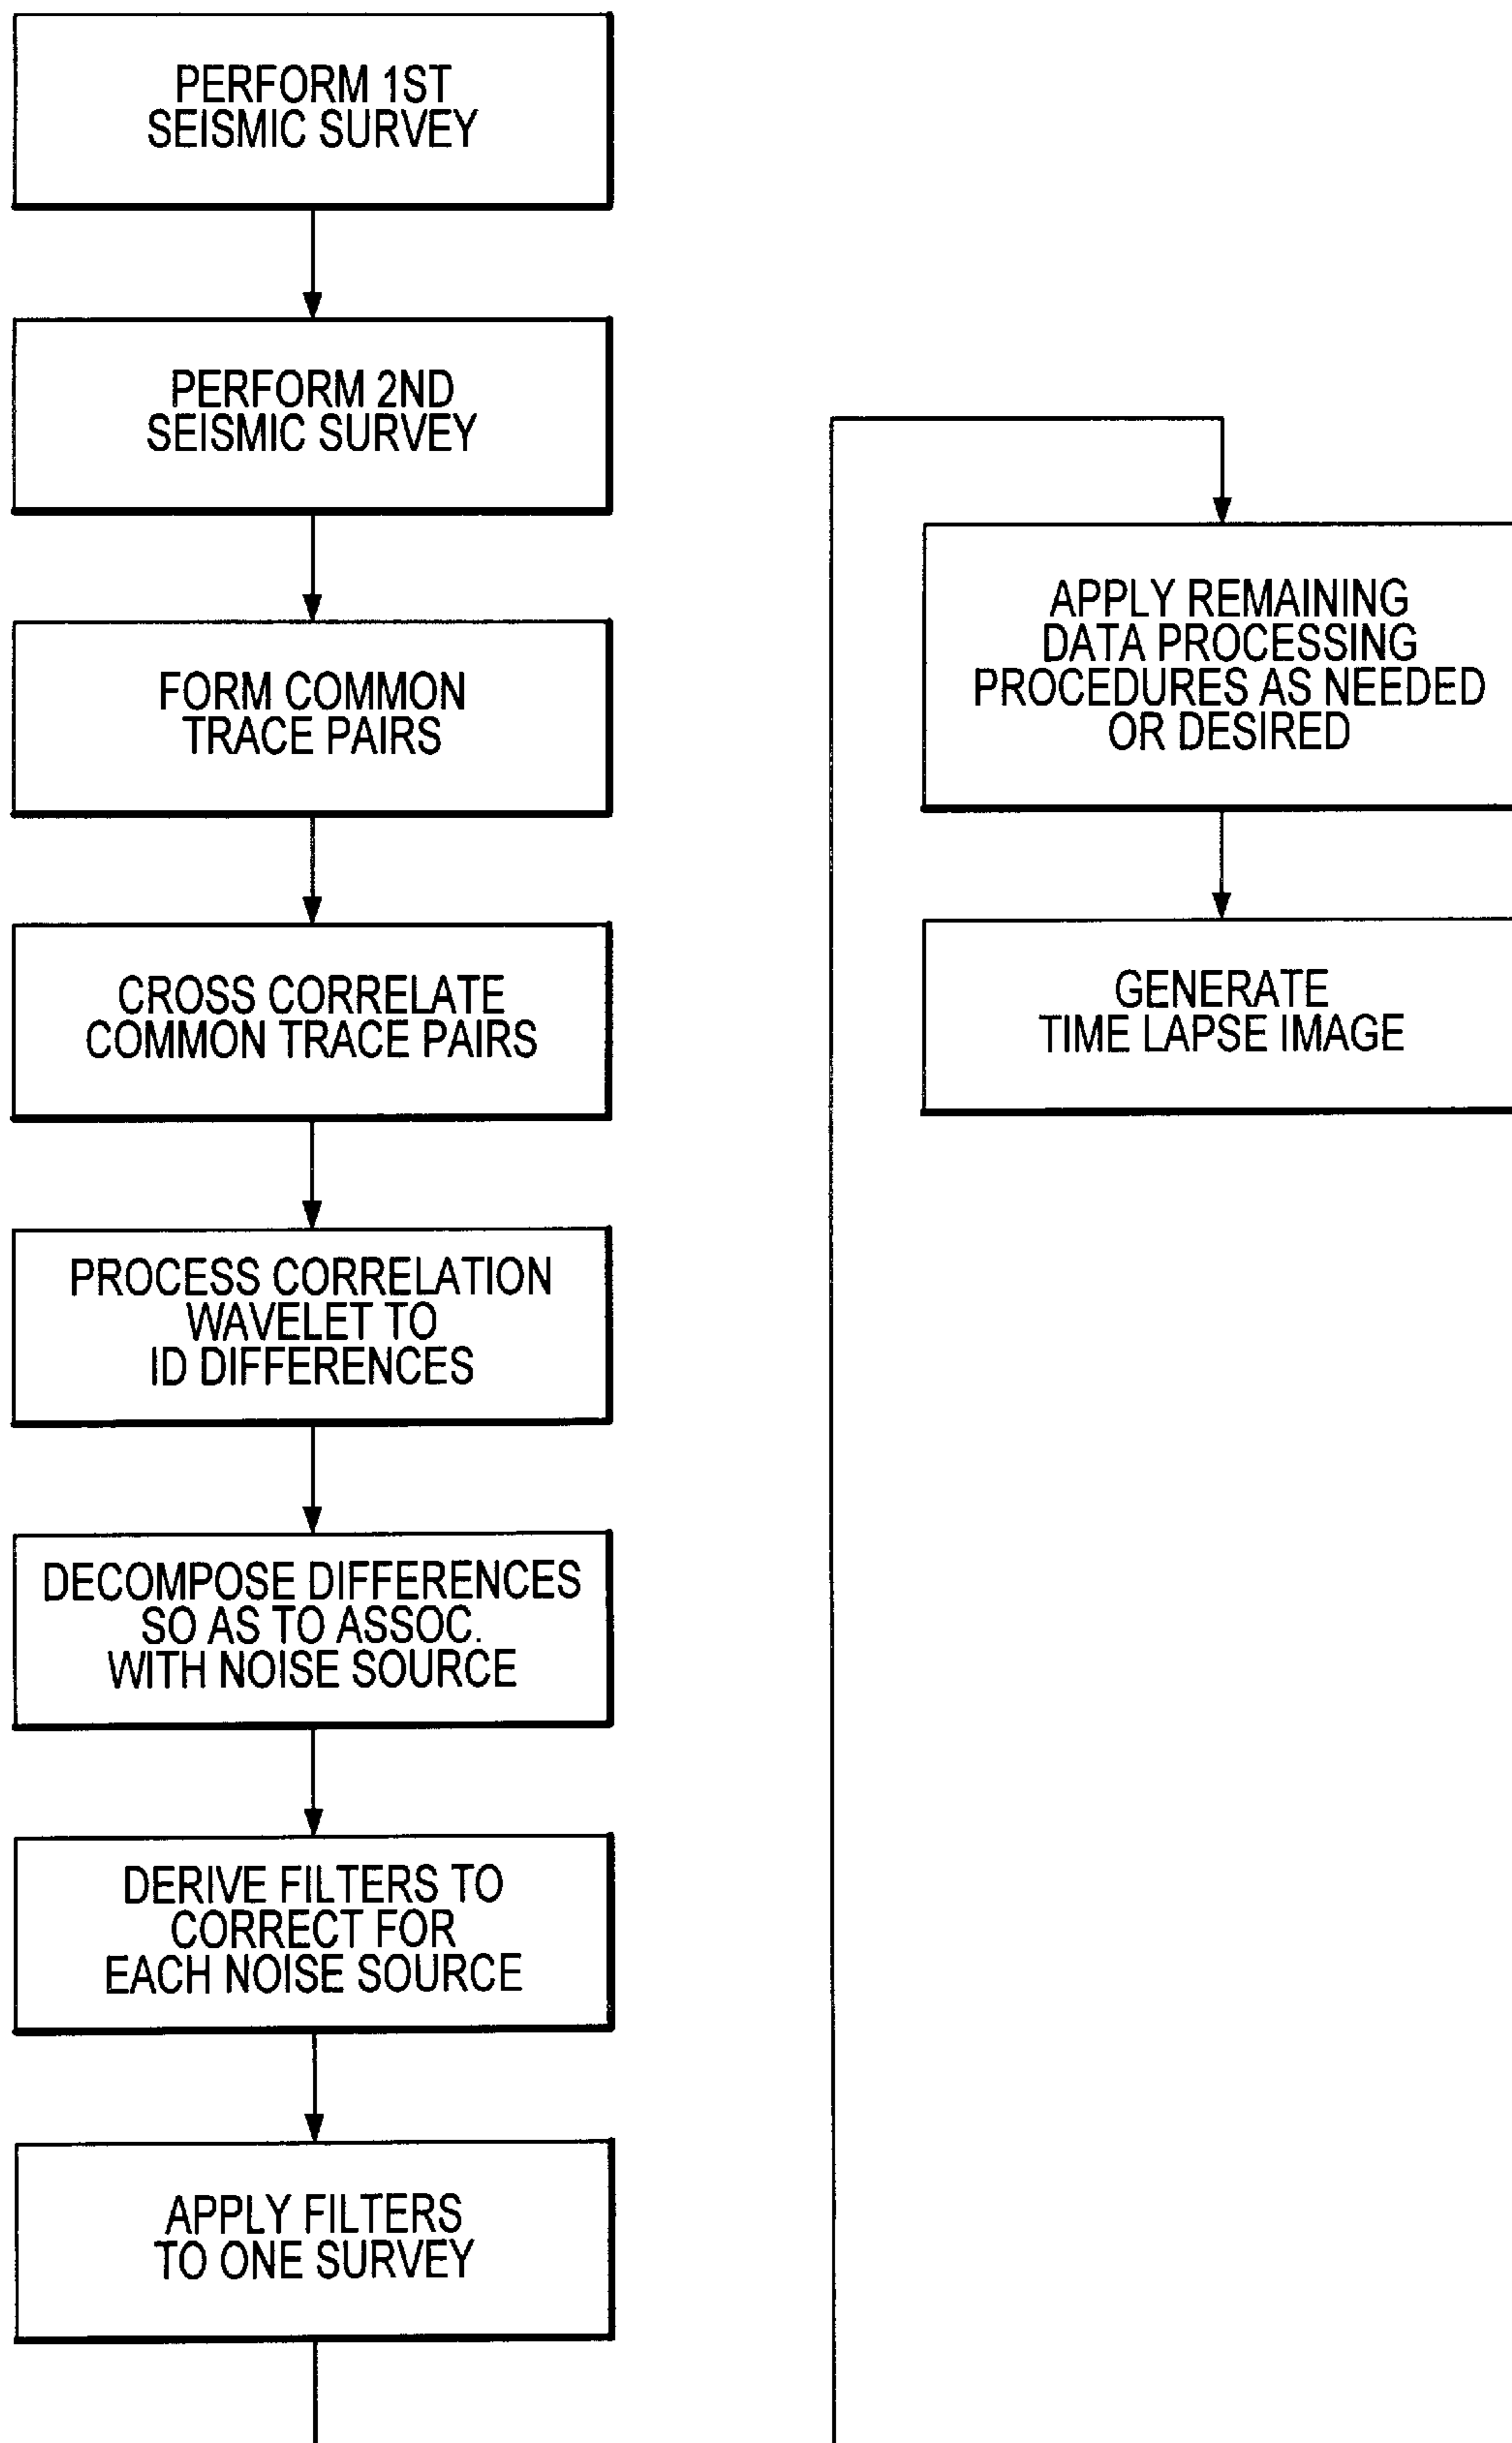 PERFORM 1ST
SEISMIC SURVEY
PERFORM 2ND
SEISMIC SURVEY
FORM COMMON
TRACE PAIRS
CROSS CORRELATE
COMMON TRACE PAIRS
PROCESS CORRELATION
WAVELET TO
ID DIFFERENCES
DECOMPOSE DIFFERENCES
SO AS TO ASSOC.
WITH NOISE SOURCE
DERIVE FILTERS TO
CORRECT FOR
EACH NOISE SOURCE
APPLY FILTERS
TO ONE SURVEY
APPLY REMAINING
DATA PROCESSING
PROCEDURES AS NEEDED
OR DESIRED
GENERATE
TIME LAPSE IMAGE